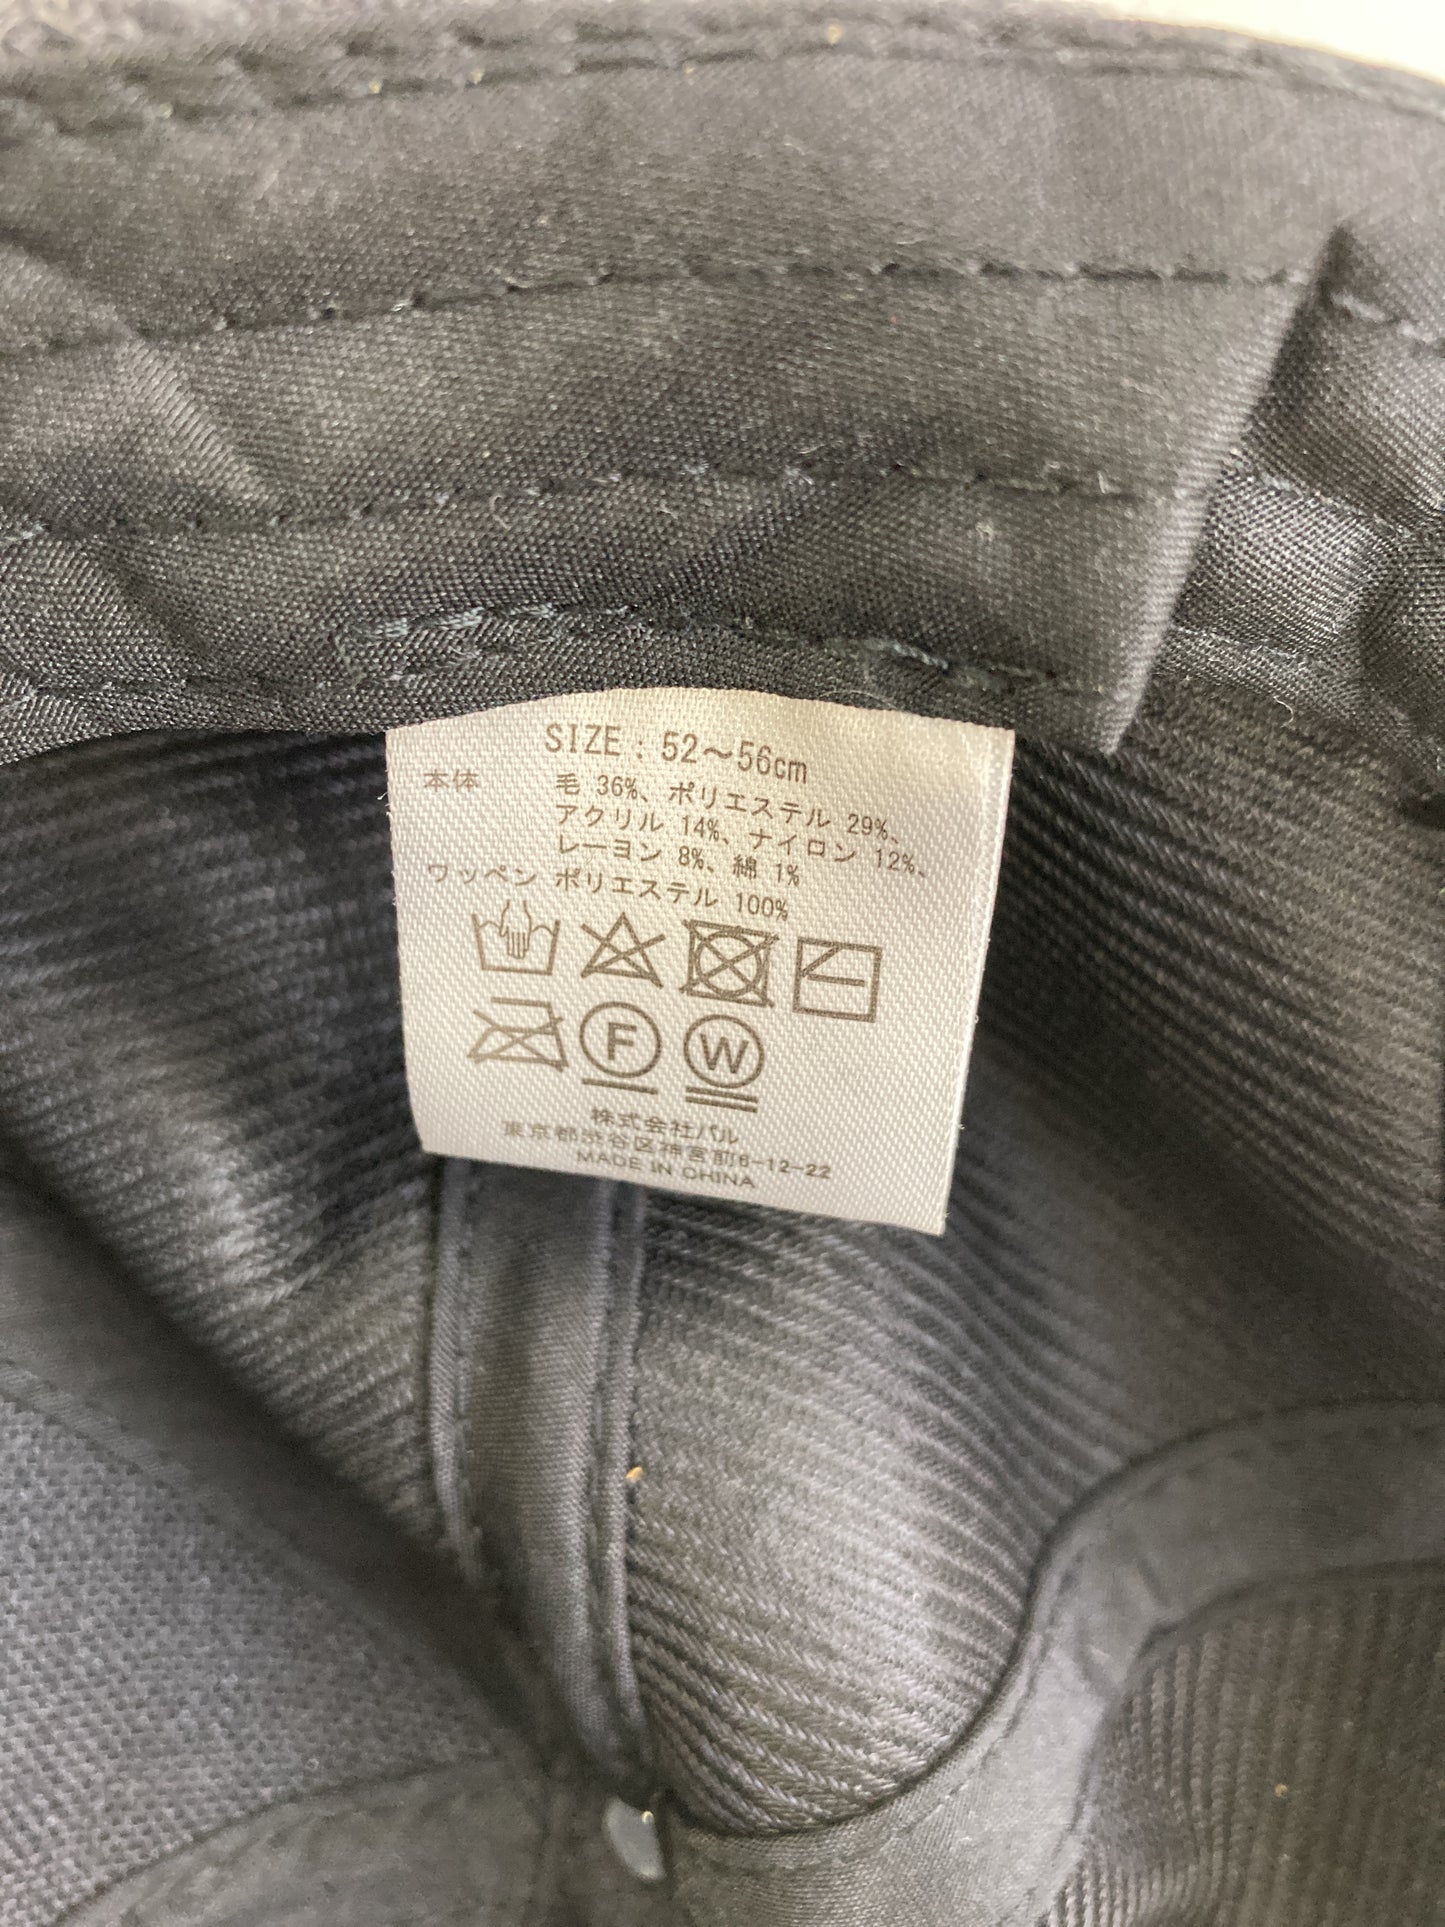 SIZE : 52～56cm
本体 毛 36%、ポリエステル 29%、
アクリル 14%、ナイロン 12%、
レーヨン 8%、綿 1%
ワッペン ポリエステル 100%
F W
株式会社パル
東京都渋谷区神宮前6-12-22
MADE IN CHINA